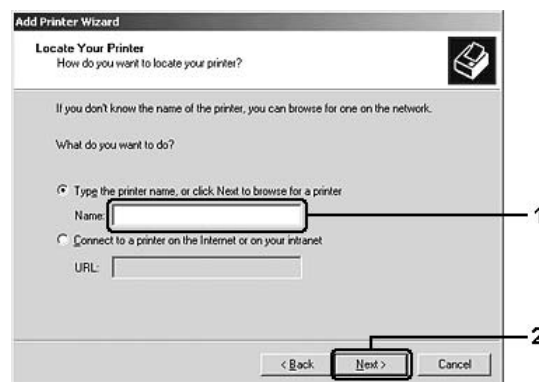 Add Printer Wizard
Locate Your Printer
How do you want to locate your printer?
If you don't know the name of the printer, you can browse for one on the network.
What do you want to do?
Type the printer name, or click Next to browse for a printer
Name:
1
Connect to a printer on the Internet or on your intranet
URL:
2
< Back Next > Cancel